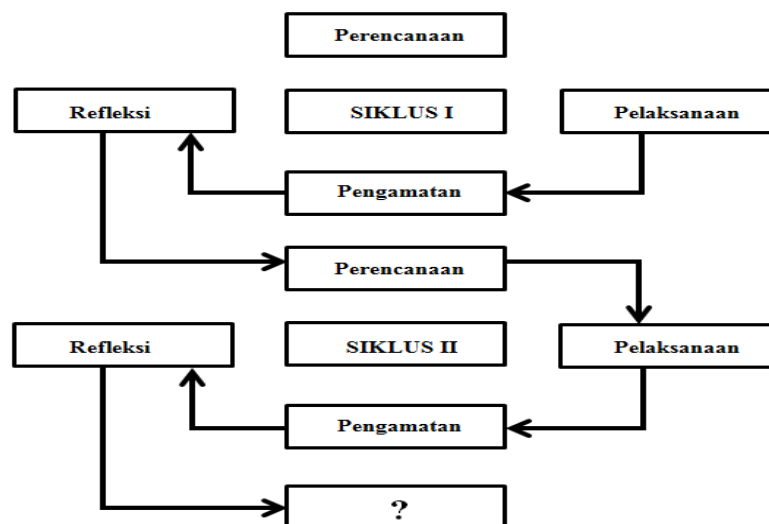 Perencanaan
Refleksi
SIKLUS I
Pelaksanaan
Pengamatan
Perencanaan
Refleksi
SIKLUS II
Pelaksanaan
Pengamatan
?